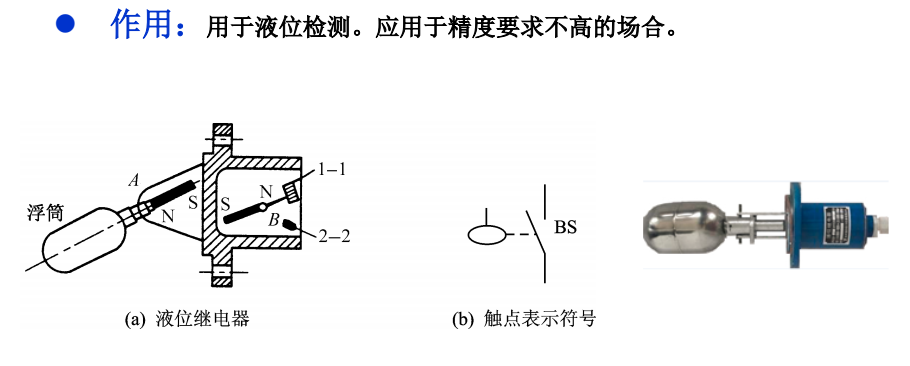 ● 作用：用于液位检测。应用于精度要求不高的场合。
A
S
N
浮筒
1–1
N
S
B
2–2
BS
(a) 液位继电器
(b) 触点表示符号